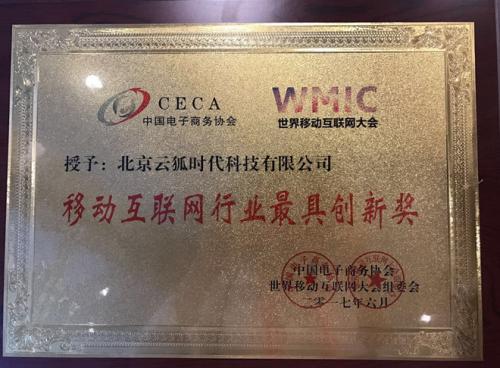 CECA
中国电子商务协会
WMIC
世界移动互联网大会
授予：北京云狐时代科技有限公司
移动互联网行业最具创新奖
中国电子商务协会
世界移动互联网大会组委会
二〇一七年六月